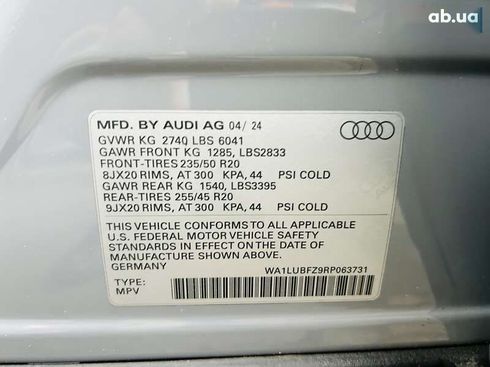 ab.ua
MFD. BY AUDI AG 04/ 24
GVWR KG 2740 LBS 6041
GAWR FRONT KG 1285, LBS2833
FRONT-TIRES 235/50 R20
8JX20 RIMS, AT 300 KPA, 44 PSI COLD
GAWR REAR KG 1540, LBS3395
REAR-TIRES 255/45 R20
9JX20 RIMS, AT 300 KPA, 44 PSI COLD
THIS VEHICLE CONFORMS TO ALL APPLICABLE
U.S. FEDERAL MOTOR VEHICLE SAFETY
STANDARDS IN EFFECT ON THE DATE OF
MANUFACTURE SHOWN ABOVE.
WA1LUBFZ9RP063731
TYPE:
MPV